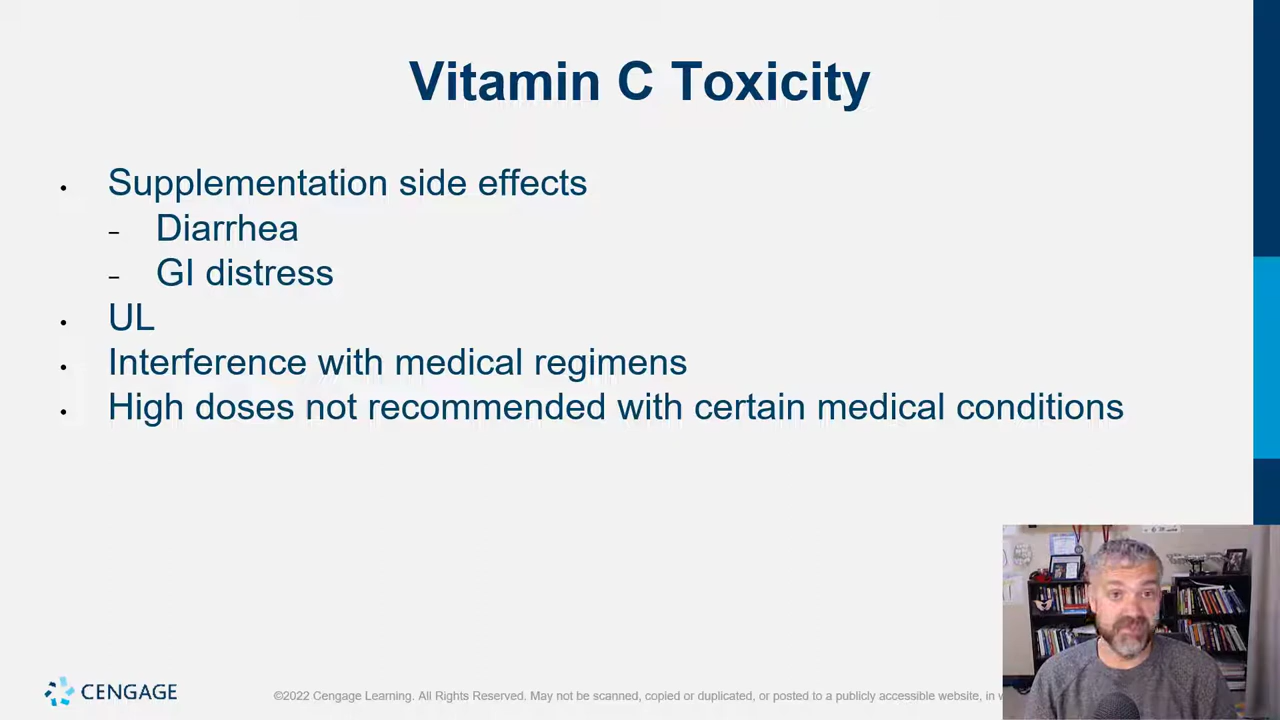 Vitamin C Toxicity
• Supplementation side effects
– Diarrhea
– GI distress
• UL
• Interference with medical regimens
• High doses not recommended with certain medical conditions
CENGAGE
©2022 Cengage Learning. All Rights Reserved. May not be scanned, copied or duplicated, or posted to a publicly accessible website, in w